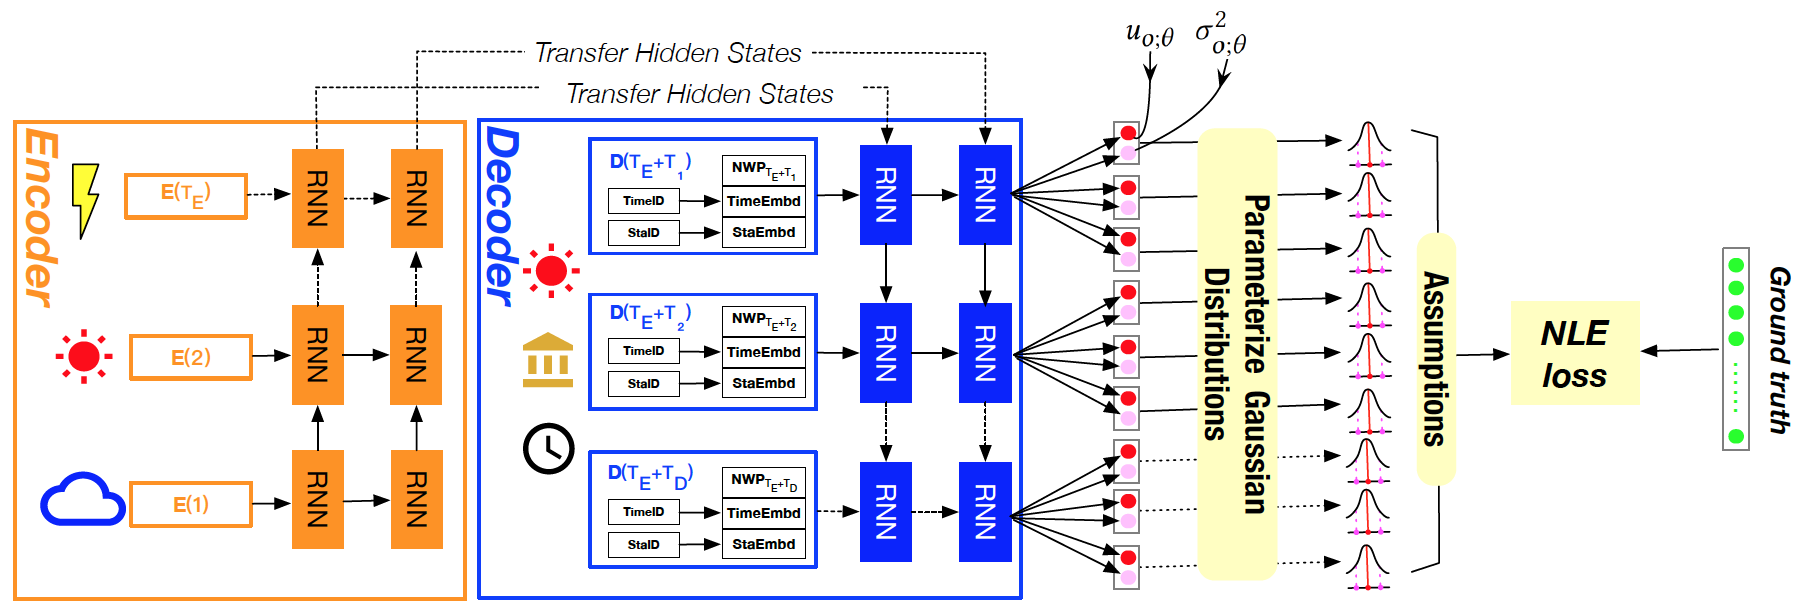 Transfer Hidden States
Transfer Hidden States
u_{o;θ}
σ²_{o;θ}
Encoder
E(T_E)
RNN
RNN
E(2)
RNN
RNN
E(1)
RNN
RNN
Decoder
D(T_E+T_1)
NWP_{T_E+T_1}
TimeID
TimeEmbd
StaID
StaEmbd
RNN
RNN
D(T_E+T_2)
NWP_{T_E+T_2}
TimeID
TimeEmbd
StaID
StaEmbd
RNN
RNN
D(T_E+T_D)
NWP_{T_E+T_D}
TimeID
TimeEmbd
StaID
StaEmbd
RNN
RNN
Parameterize Gaussian
Distributions
Assumptions
NLE
loss
Ground truth